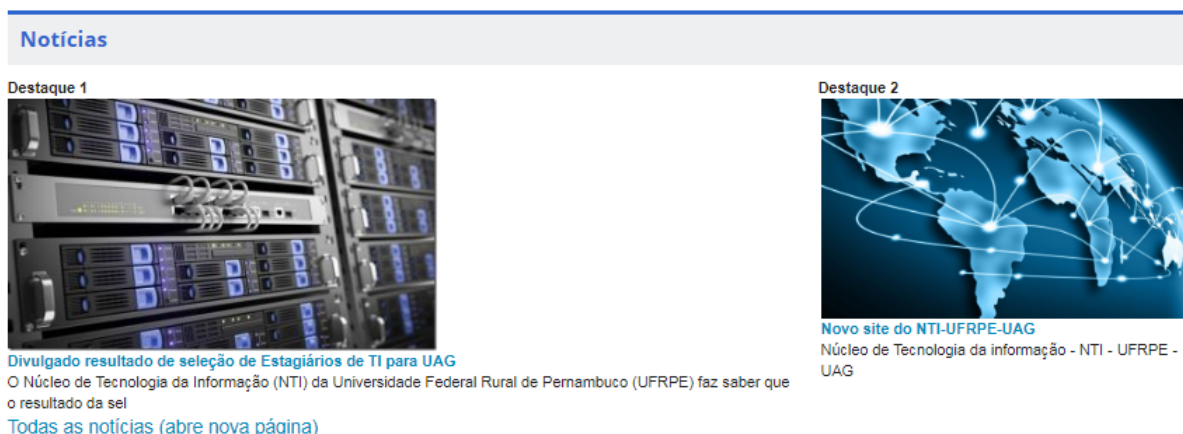 Notícias
Destaque 1
Divulgado resultado de seleção de Estagiários de TI para UAG
O Núcleo de Tecnologia da Informação (NTI) da Universidade Federal Rural de Pernambuco (UFRPE) faz saber que
o resultado da sel
Todas as notícias (abre nova página)
Destaque 2
Novo site do NTI-UFRPE-UAG
Núcleo de Tecnologia da informação - NTI - UFRPE -
UAG